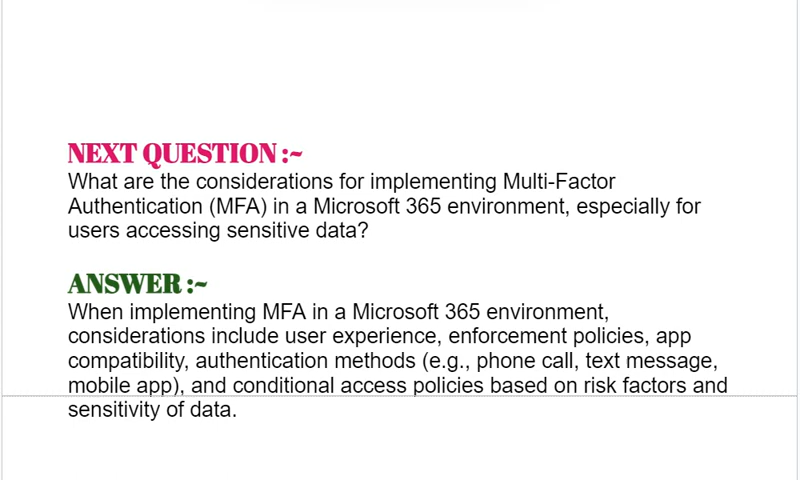 NEXT QUESTION :~
What are the considerations for implementing Multi-Factor
Authentication (MFA) in a Microsoft 365 environment, especially for
users accessing sensitive data?
ANSWER :~
When implementing MFA in a Microsoft 365 environment,
considerations include user experience, enforcement policies, app
compatibility, authentication methods (e.g., phone call, text message,
mobile app), and conditional access policies based on risk factors and
sensitivity of data.